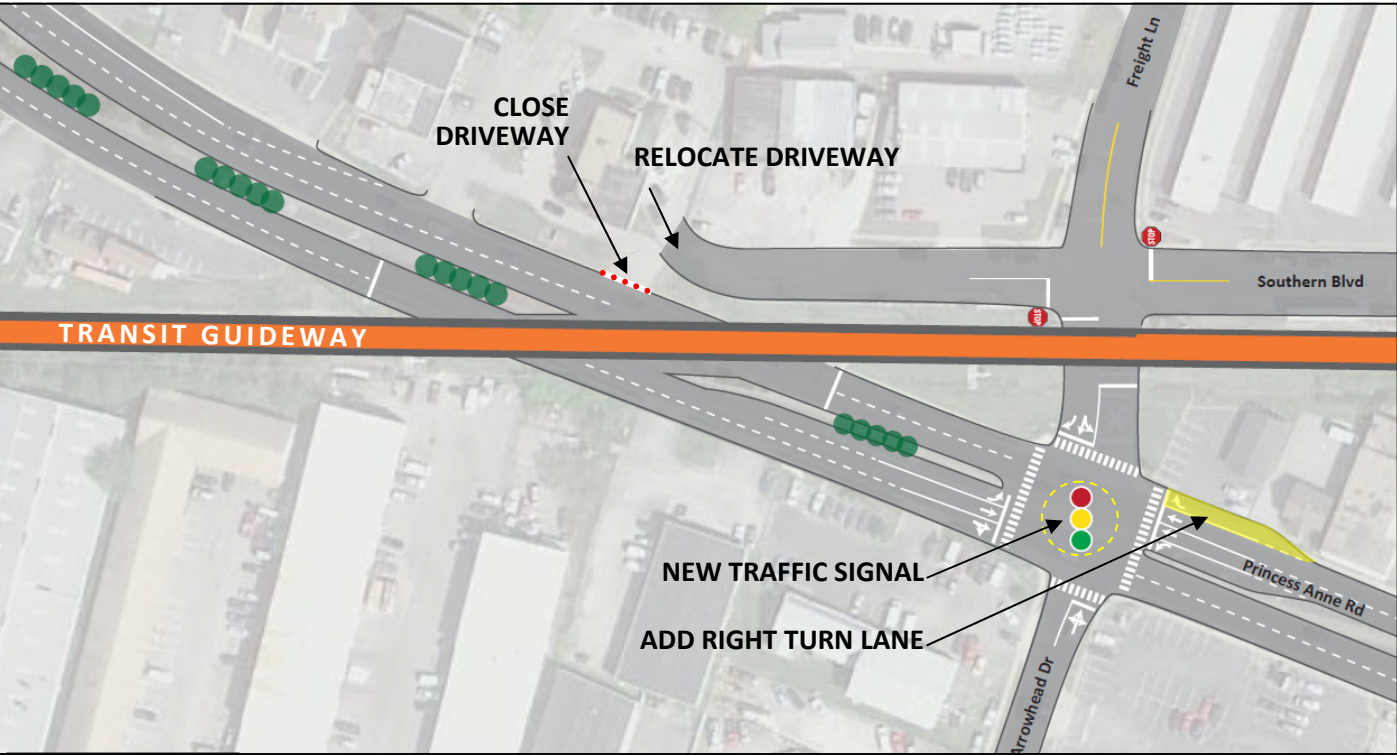 Freight Ln
CLOSE
DRIVEWAY
RELOCATE DRIVEWAY
STOP
Southern Blvd
STOP
TRANSIT GUIDEWAY
NEW TRAFFIC SIGNAL
Princess Anne Rd
ADD RIGHT TURN LANE
Arrowhead Dr